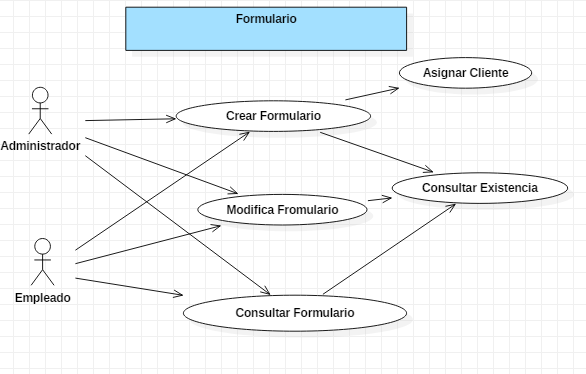 Formulario
Asignar Cliente
Crear Formulario
Administrador
Consultar Existencia
Modifica Fromulario
Empleado
Consultar Formulario